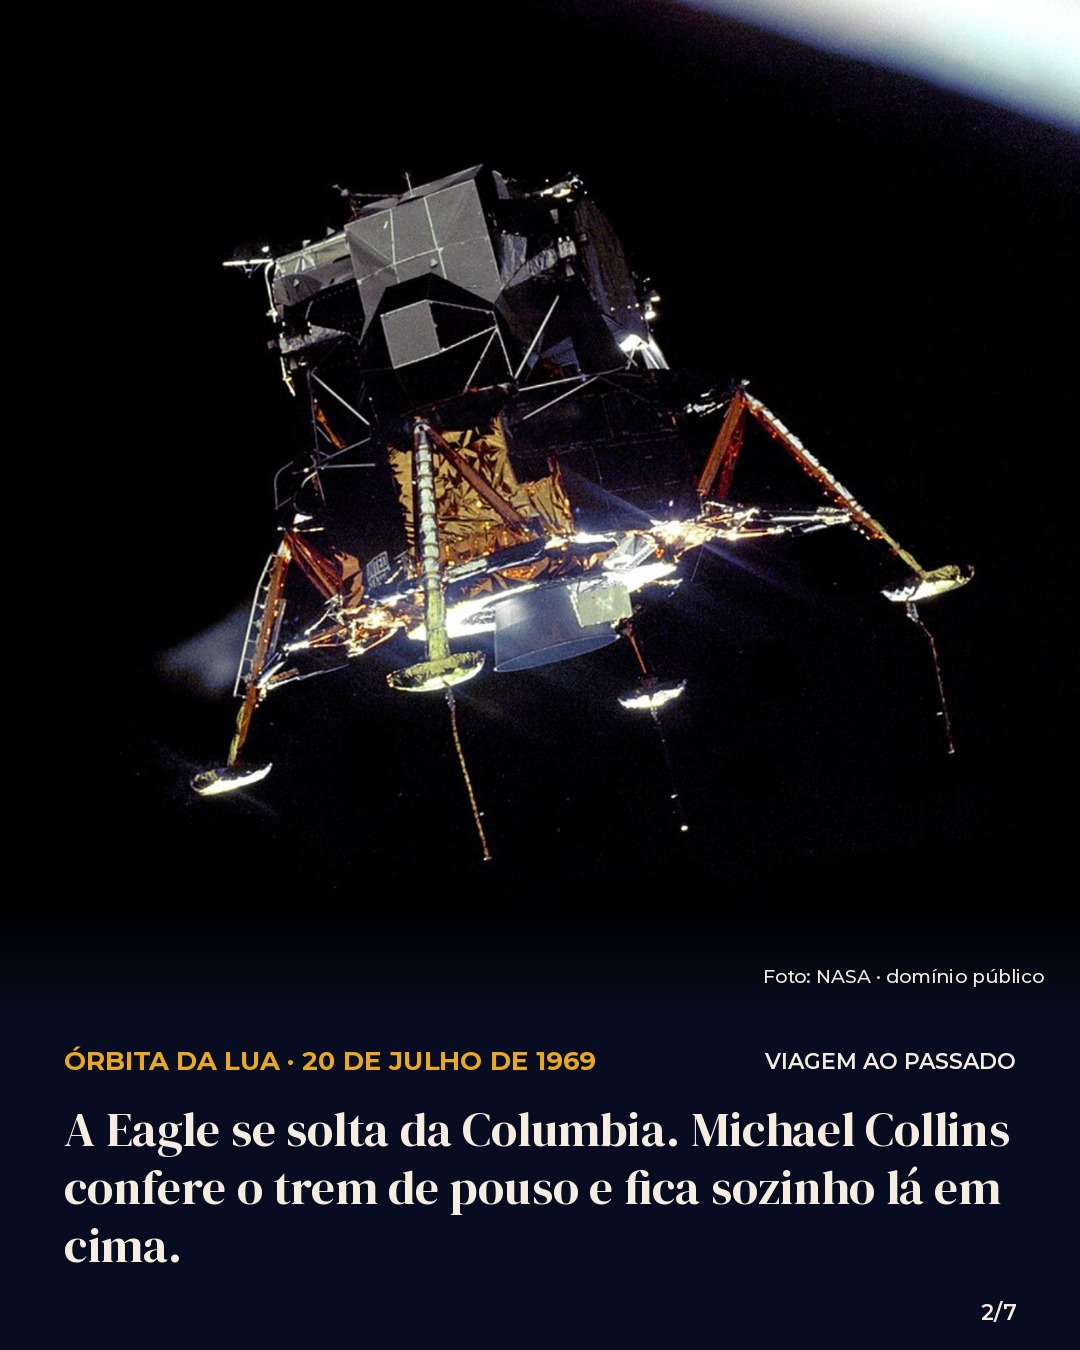 Foto: NASA · domínio público
ÓRBITA DA LUA · 20 DE JULHO DE 1969
VIAGEM AO PASSADO
A Eagle se solta da Columbia. Michael Collins
confere o trem de pouso e fica sozinho lá em
cima.
2/7